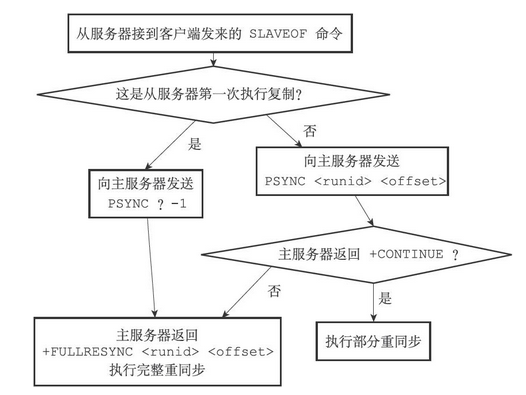 从服务器接到客户端发来的 SLAVEOF 命令
这是从服务器第一次执行复制?
是
否
向主服务器发送
PSYNC ? -1
向主服务器发送
PSYNC <runid> <offset>
主服务器返回 +CONTINUE ?
否
是
主服务器返回
+FULLRESYNC <runid> <offset>
执行完整重同步
执行部分重同步